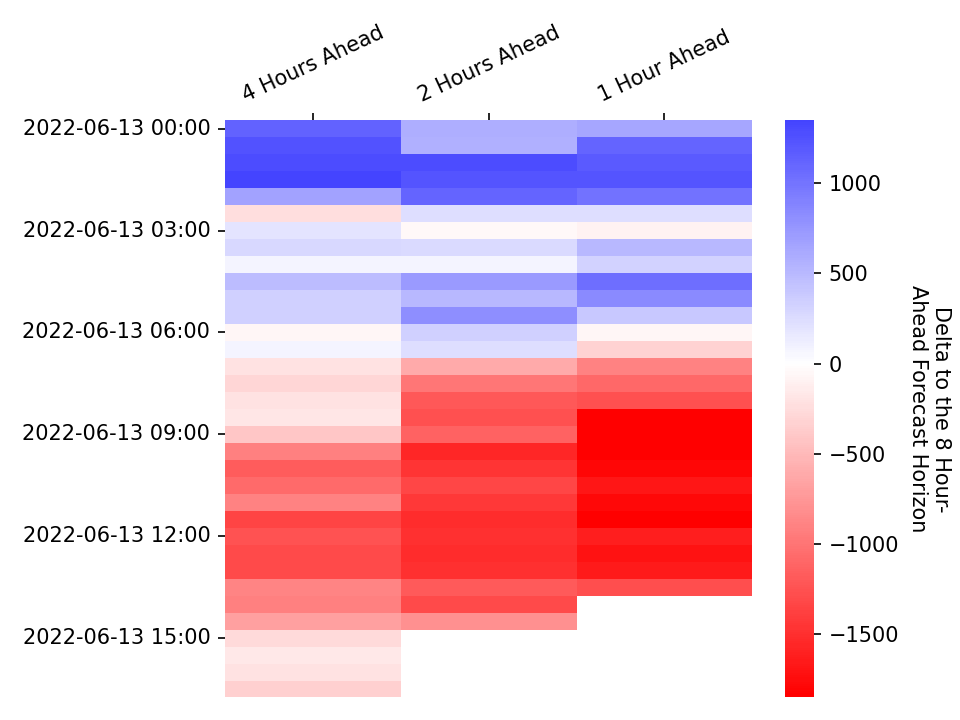 4 Hours Ahead
2 Hours Ahead
1 Hour Ahead
2022-06-13 00:00
2022-06-13 03:00
2022-06-13 06:00
2022-06-13 09:00
2022-06-13 12:00
2022-06-13 15:00
1000
500
0
−500
−1000
−1500
Delta to the 8 Hour-
Ahead Forecast Horizon